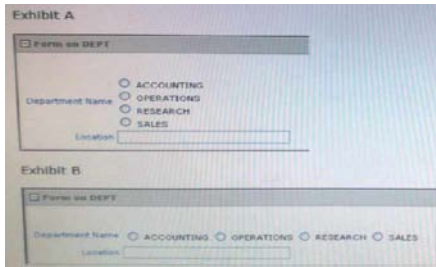 Exhibit A
Form on DEPT
ACCOUNTING
Department Name OPERATIONS
RESEARCH
SALES
Location
Exhibit B
Form on DEPT
Department Name ACCOUNTING OPERATIONS RESEARCH SALES
Location